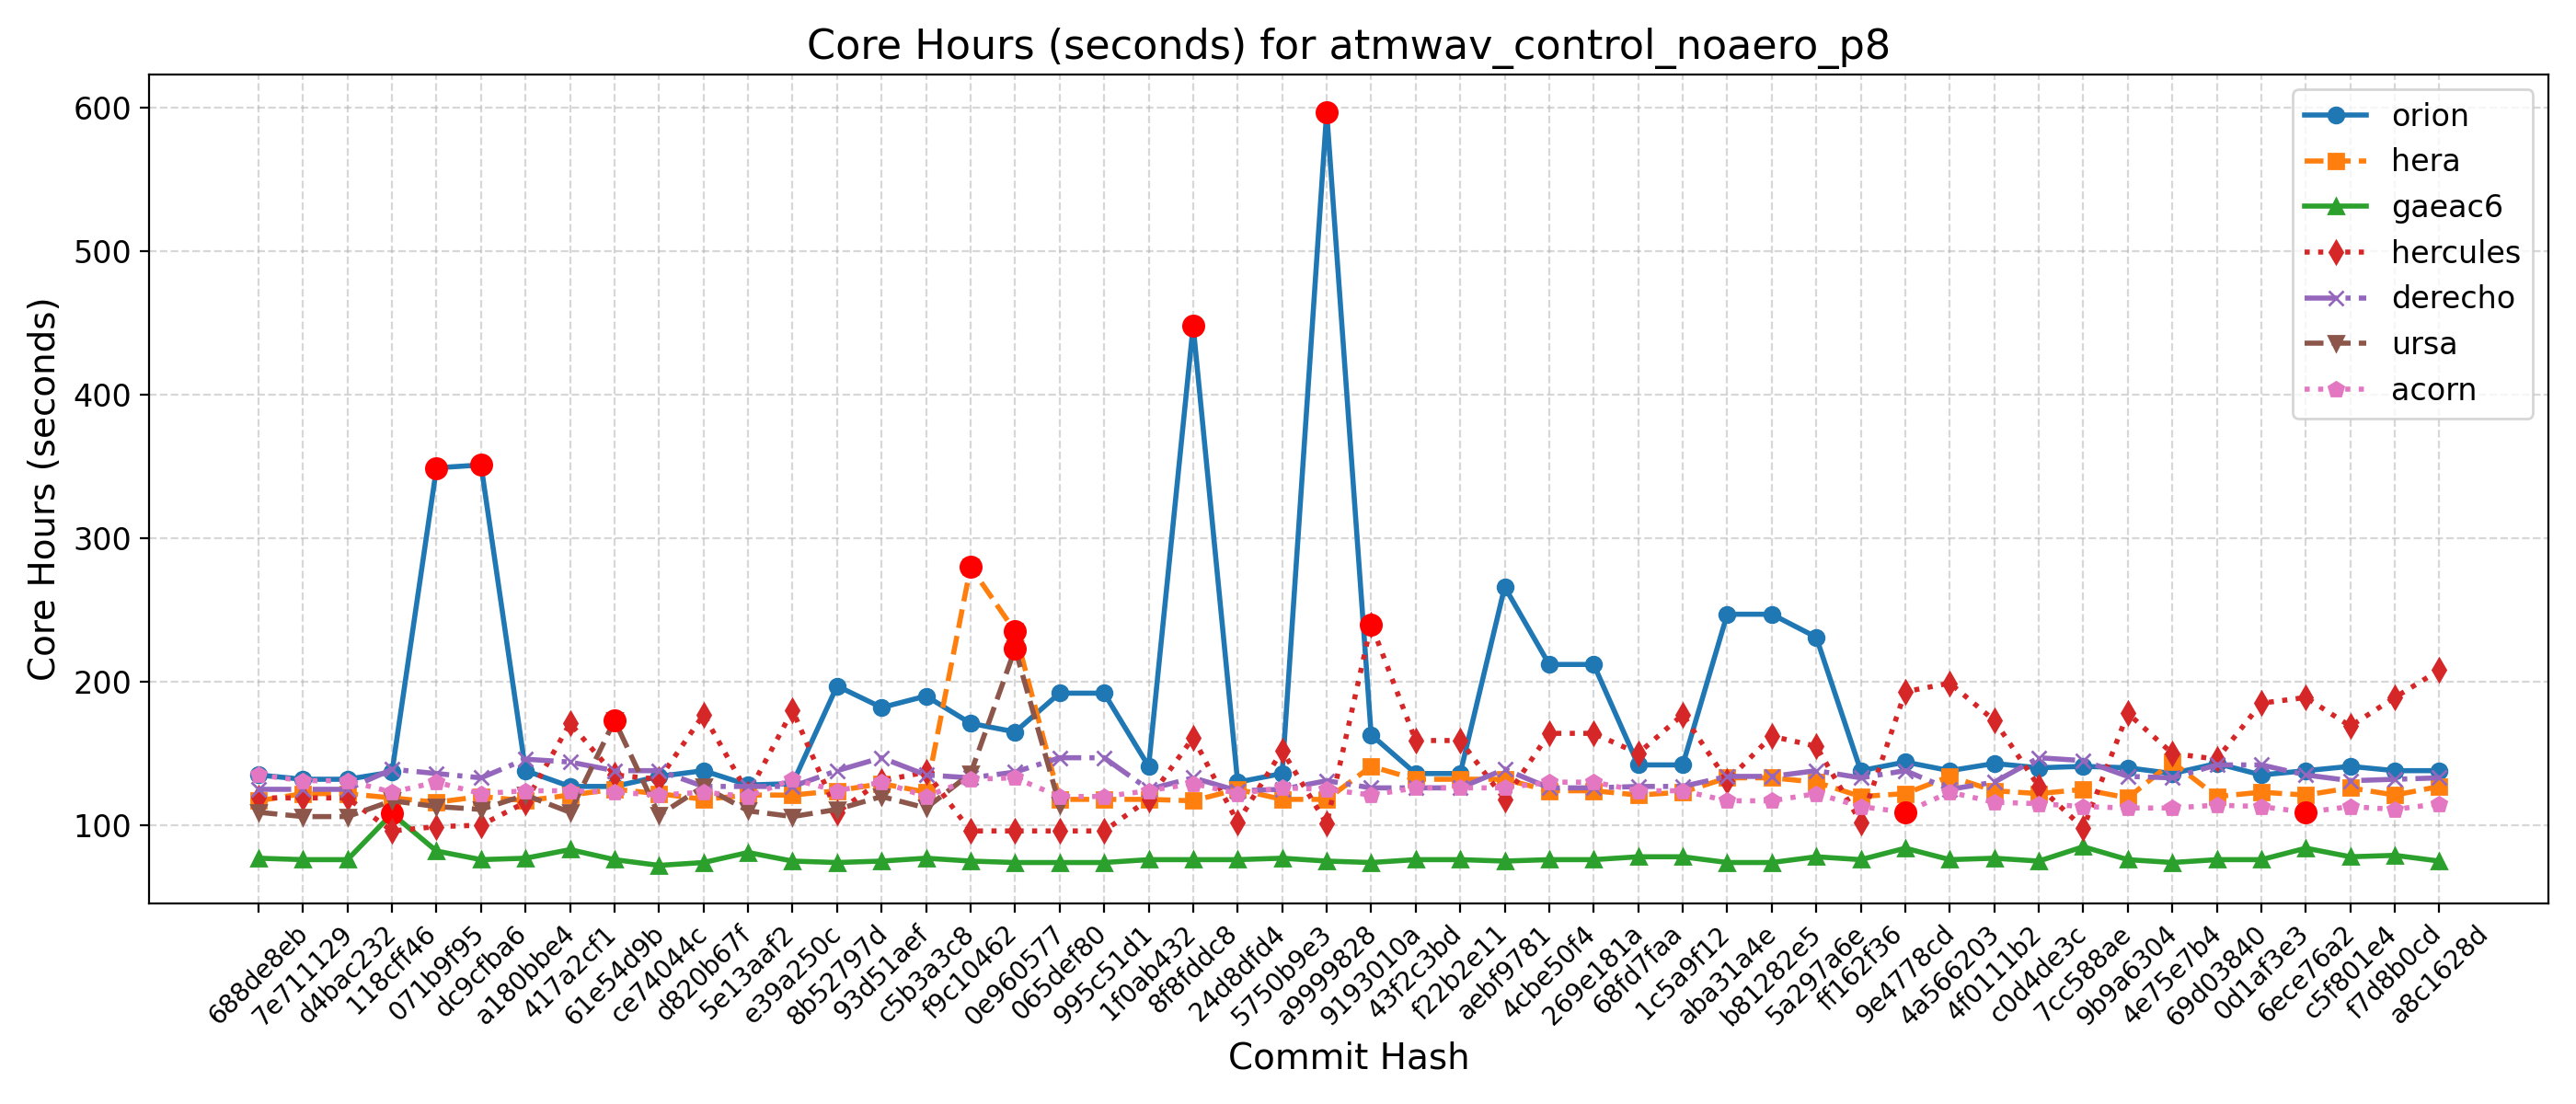 Core Hours (seconds) for atmwav_control_noaero_p8
Core Hours (seconds)
600
500
400
300
200
100
orion
hera
gaeac6
hercules
derecho
ursa
acorn
688de8eb
7e711129
d4bac232
118cff46
071b9f95
dc9cfba6
a180bbe4
417a2cf1
61e54d9b
ce74044c
d820b67f
5e13aaf2
e39a250c
8b52797d
93d51aef
c5b3a3c8
f9c10462
0e960577
065def80
995c51d1
1f0ab432
8f8fddc8
24d8dfd4
5750b9e3
a9999828
9193010a
43f2c3bd
f22b2e11
aebf9781
4cbe50f4
269e181a
68fd7faa
1c5a9f12
aba31a4e
b81282e5
5a297a6e
ff162f36
9e4778cd
4a566203
4f0111b2
c0d4de3c
7cc588ae
9b9a6304
4e75e7b4
69d03840
0d1af3e3
6ece76a2
c5f801e4
f7d8b0cd
a8c1628d
Commit Hash